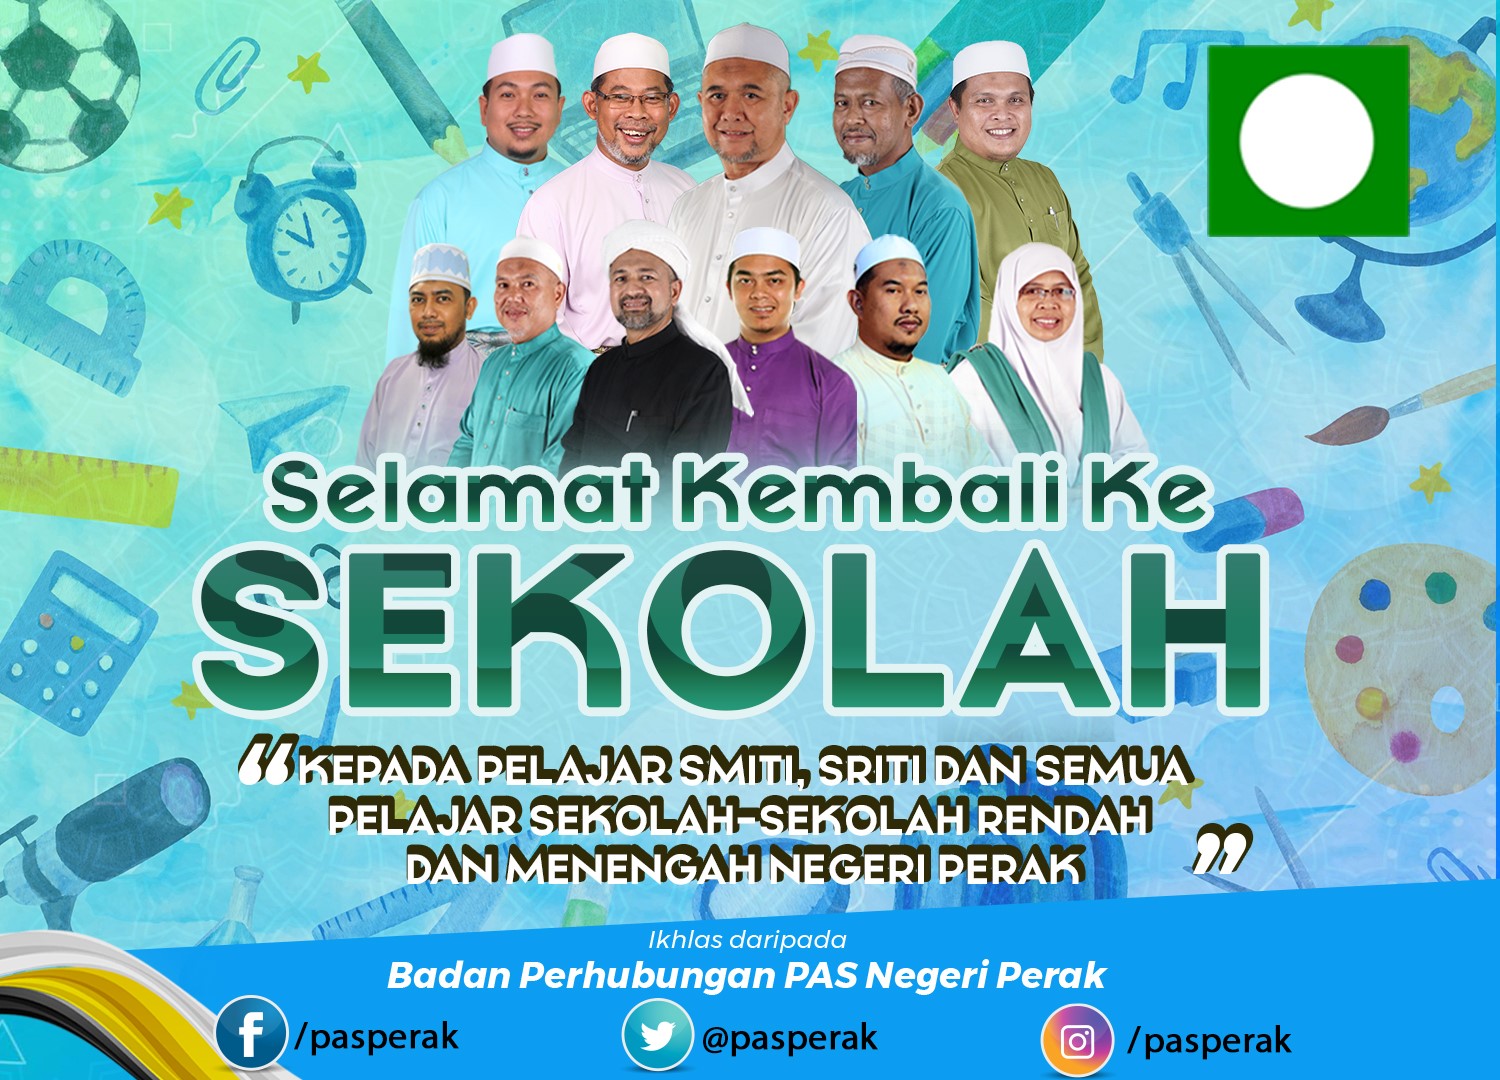 Selamat Kembali Ke
SEKOLAH
“KEPADA PELAJAR SMITI, SRITI DAN SEMUA
PELAJAR SEKOLAH-SEKOLAH RENDAH
DAN MENENGAH NEGERI PERAK”
Ikhlas daripada
Badan Perhubungan PAS Negeri Perak
f /pasperak
@pasperak
/pasperak